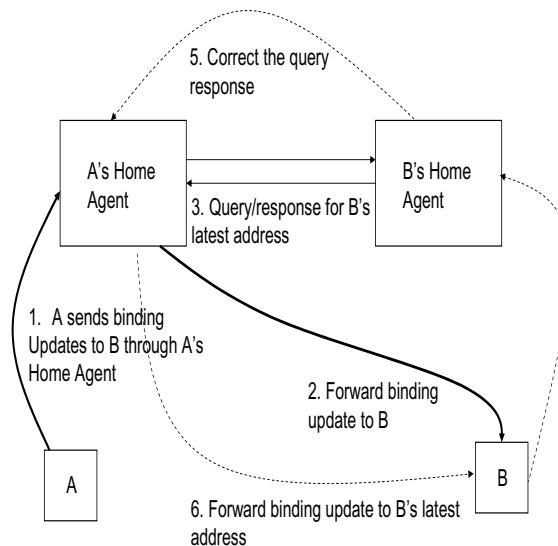 5. Correct the query
response
A's Home
Agent
B's Home
Agent
3. Query/response for B's
latest address
1. A sends binding
Updates to B through A's
Home Agent
2. Forward binding
update to B
A
B
6. Forward binding update to B's latest
address